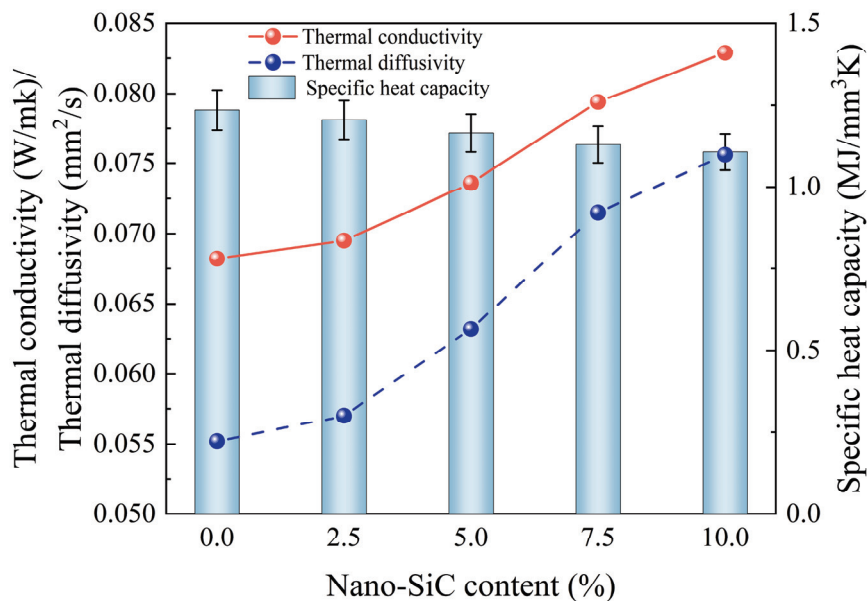 Thermal conductivity (W/mk)/
Thermal diffusivity (mm²/s)
0.085
0.080
0.075
0.070
0.065
0.060
0.055
0.050
Thermal conductivity
Thermal diffusivity
Specific heat capacity
1.5
1.0
0.5
0.0
Specific heat capacity (MJ/mm³K)
0.0 2.5 5.0 7.5 10.0
Nano-SiC content (%)